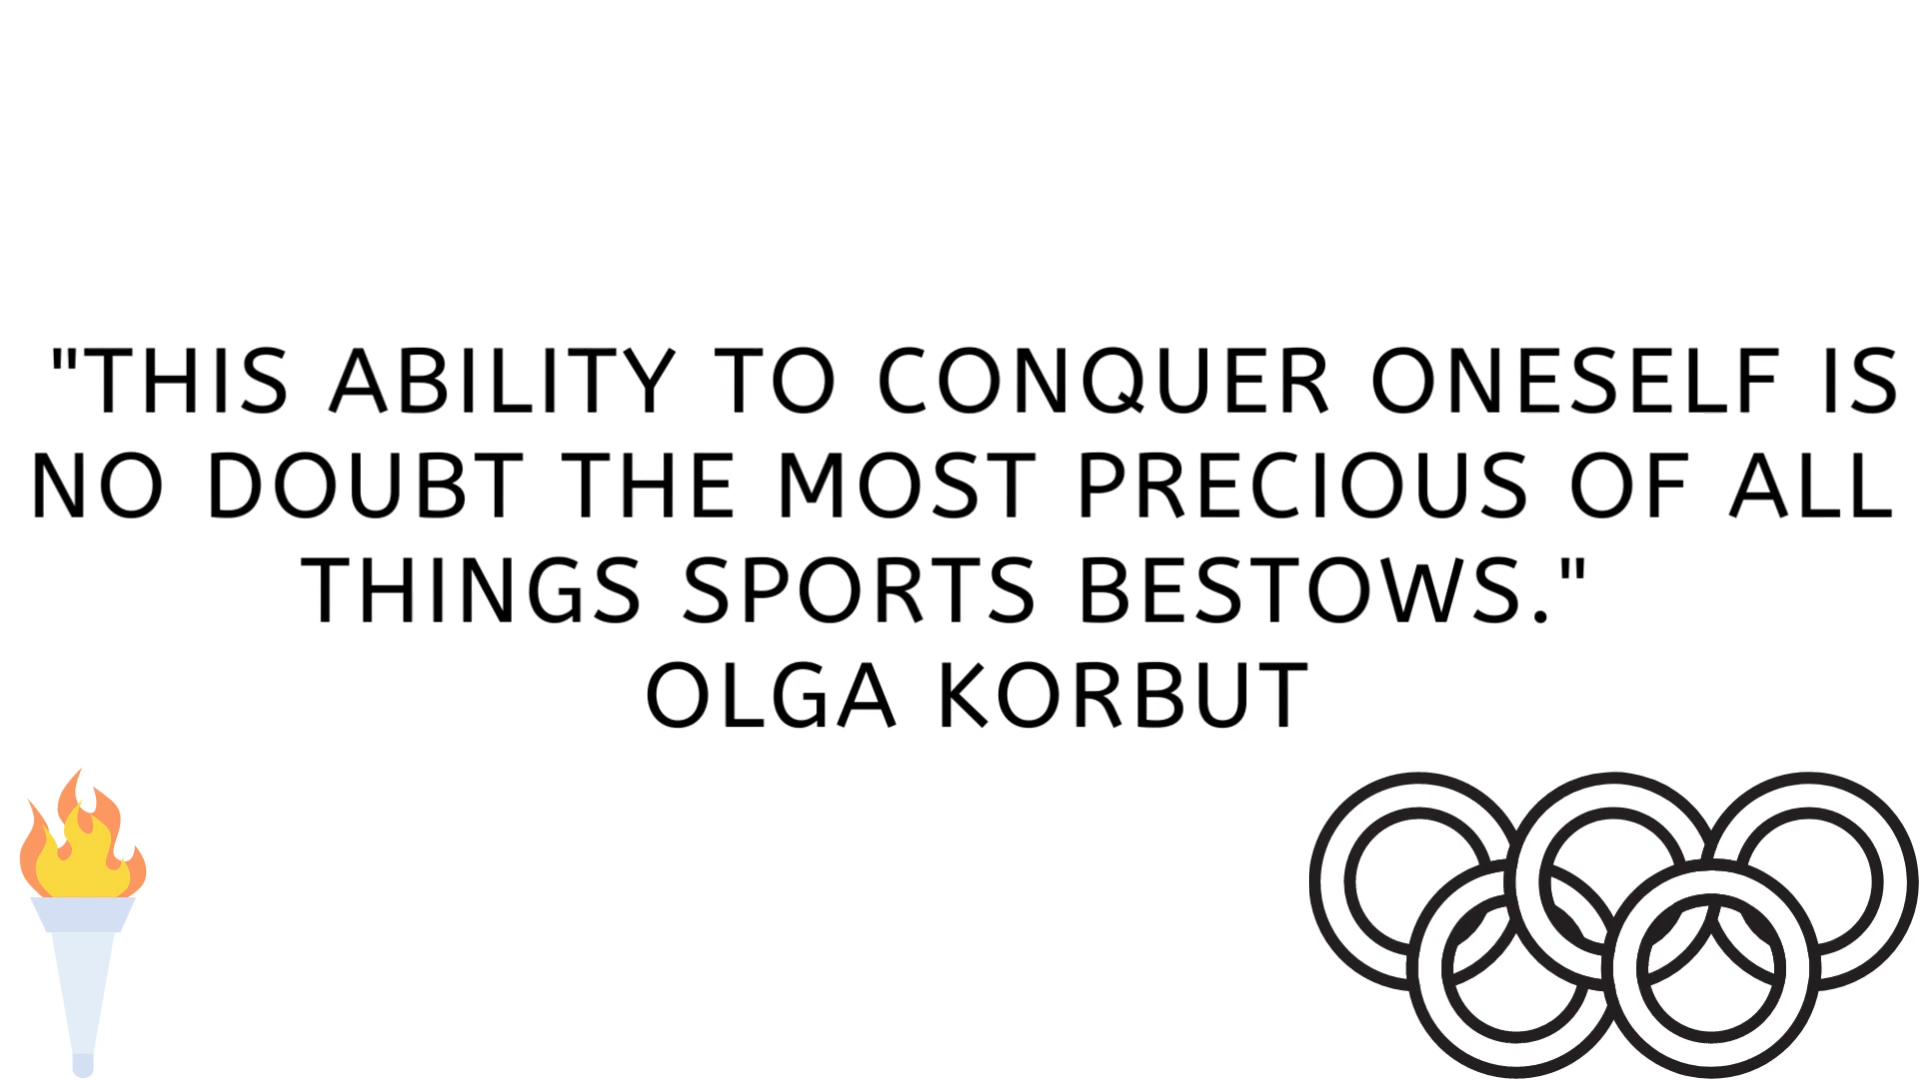 "THIS ABILITY TO CONQUER ONESELF IS
NO DOUBT THE MOST PRECIOUS OF ALL
THINGS SPORTS BESTOWS."
OLGA KORBUT